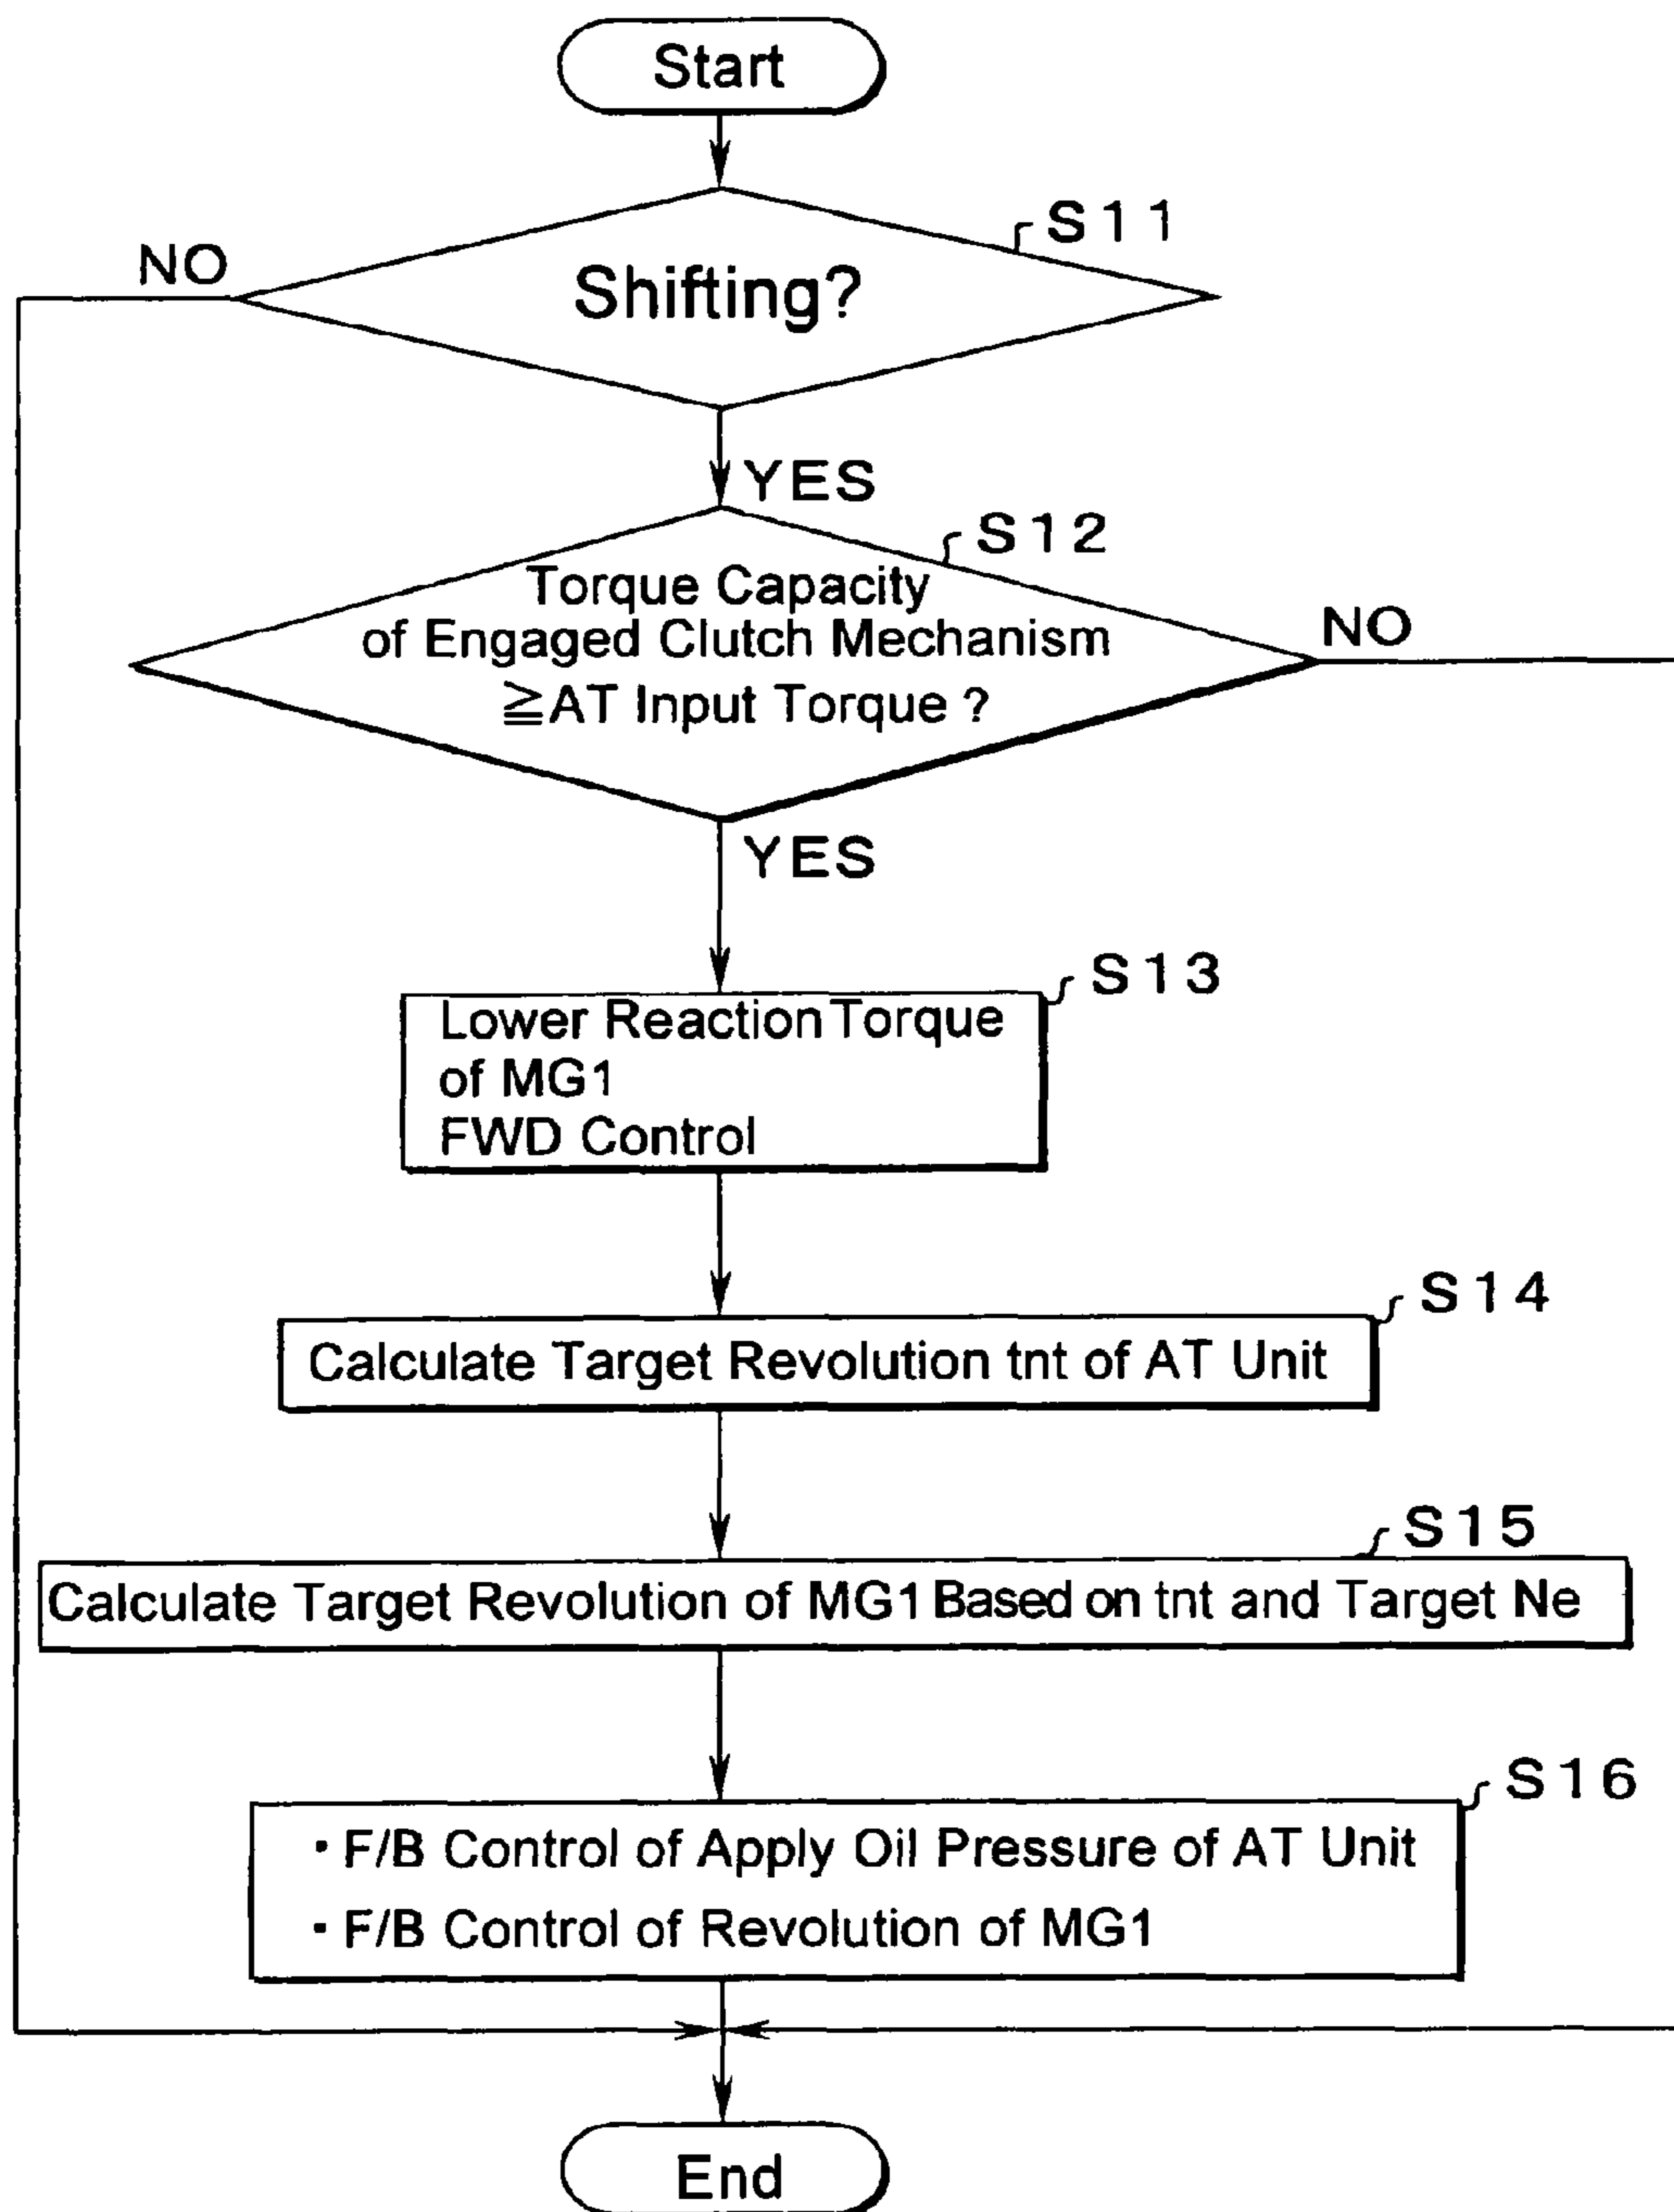 Start
S11
NO
Shifting?
YES
S12
Torque Capacity
of Engaged Clutch Mechanism
≧AT Input Torque ?
NO
YES
S13
Lower Reaction Torque
of MG1
FWD Control
S14
Calculate Target Revolution tnt of AT Unit
S15
Calculate Target Revolution of MG1 Based on tnt and Target Ne
S16
・F/B Control of Apply Oil Pressure of AT Unit
・F/B Control of Revolution of MG1
End